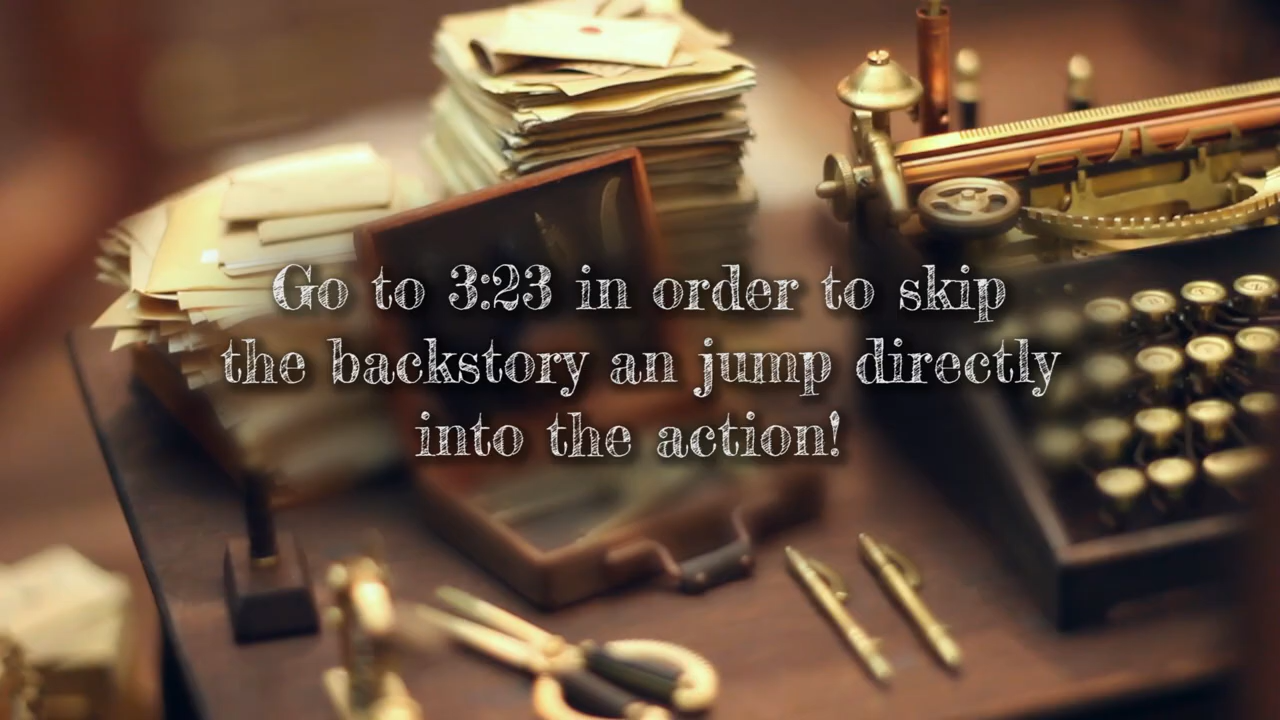 Go to 3:23 in order to skip
the backstory an jump directly
into the action!